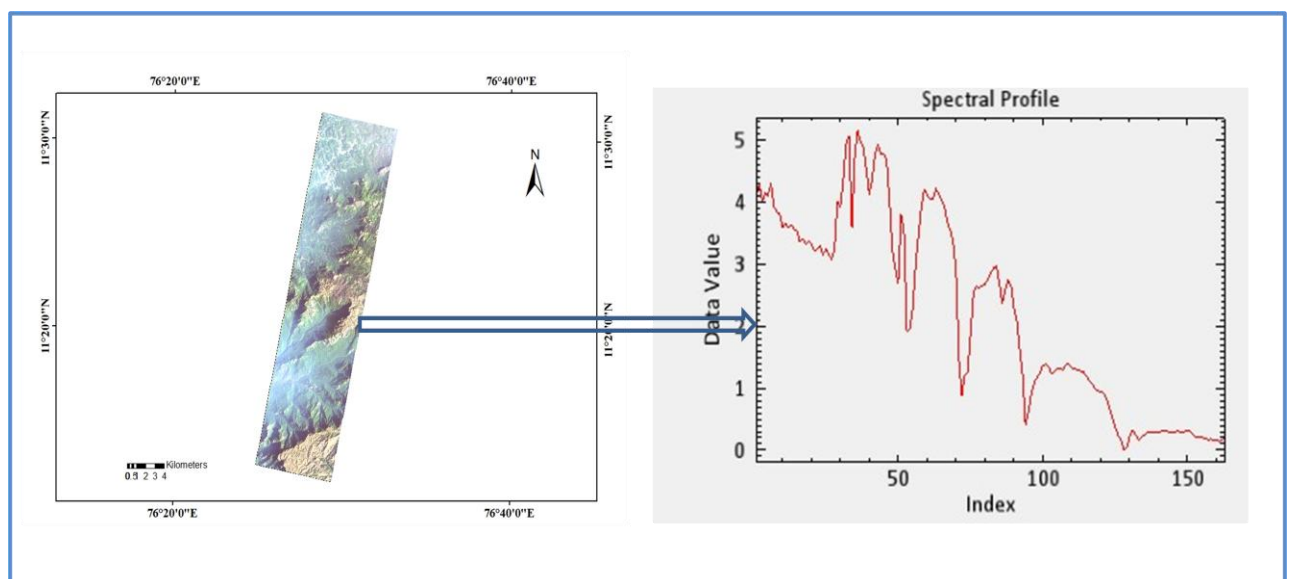 76°20'0"E 76°40'0"E
11°30'0"N 11°30'0"N
N
11°20'0"N 11°20'0"N
Kilometers
0.5 1 2 3 4
76°20'0"E 76°40'0"E
Spectral Profile
5
4
3
2
1
0
Data Value
50 100 150
Index